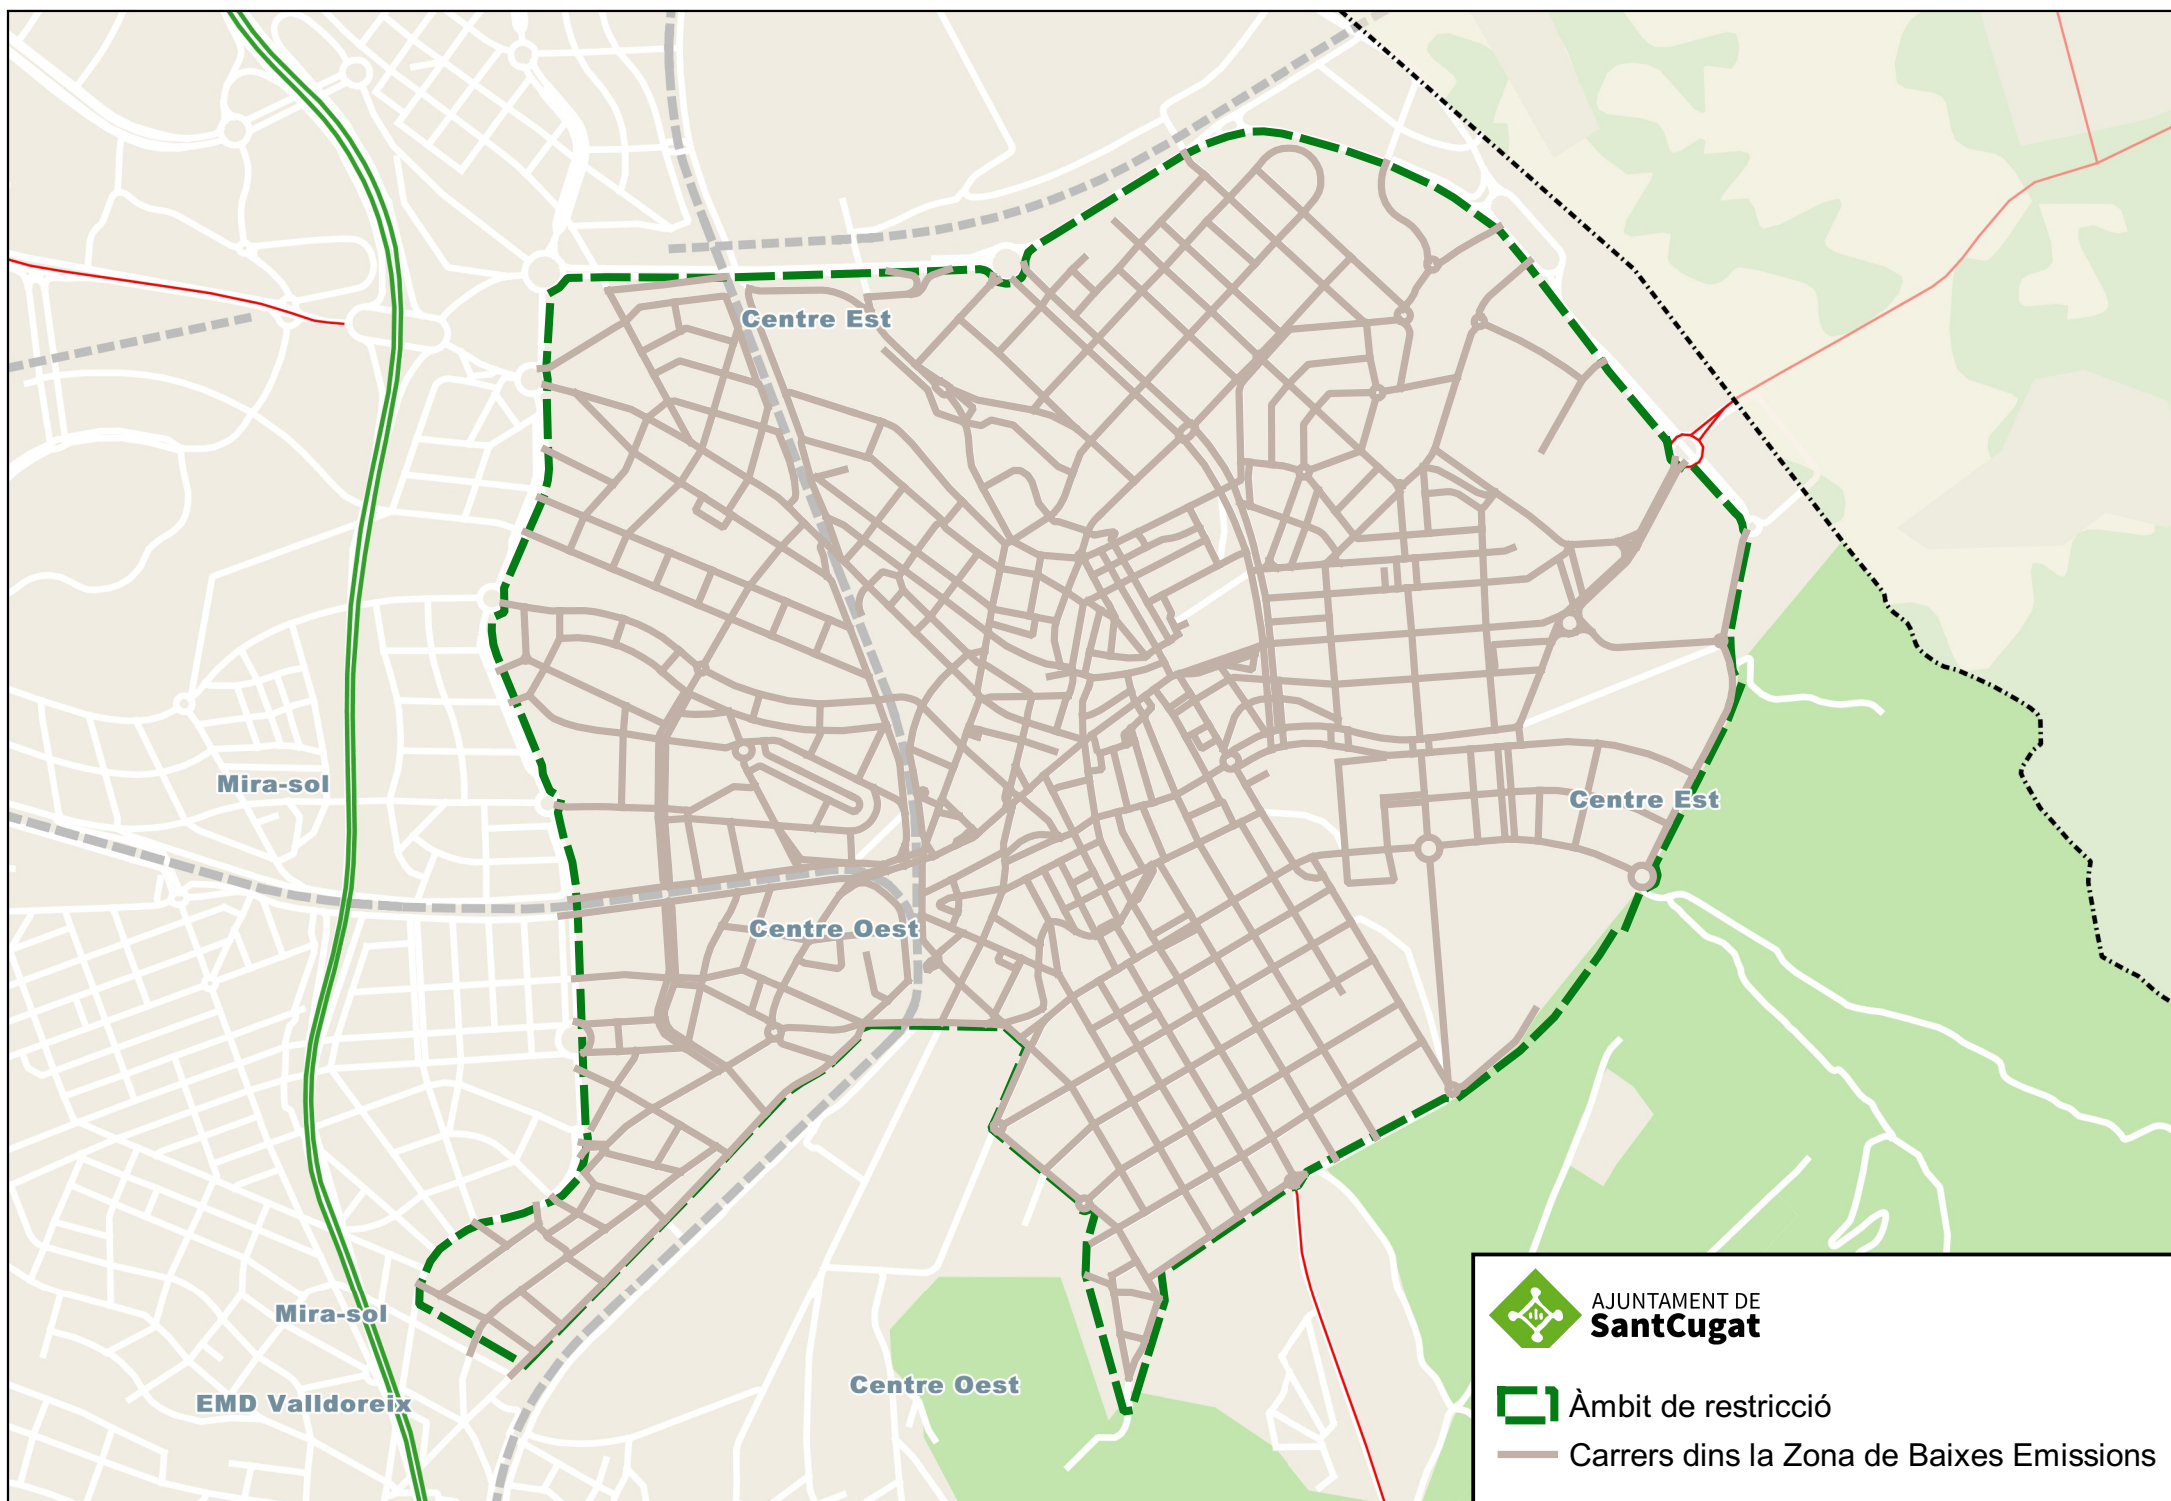 Centre Est
Mira-sol
Centre Est
Centre Oest
Mira-sol
Centre Oest
EMD Valldoreix
AJUNTAMENT DE
SantCugat
Àmbit de restricció
Carrers dins la Zona de Baixes Emissions